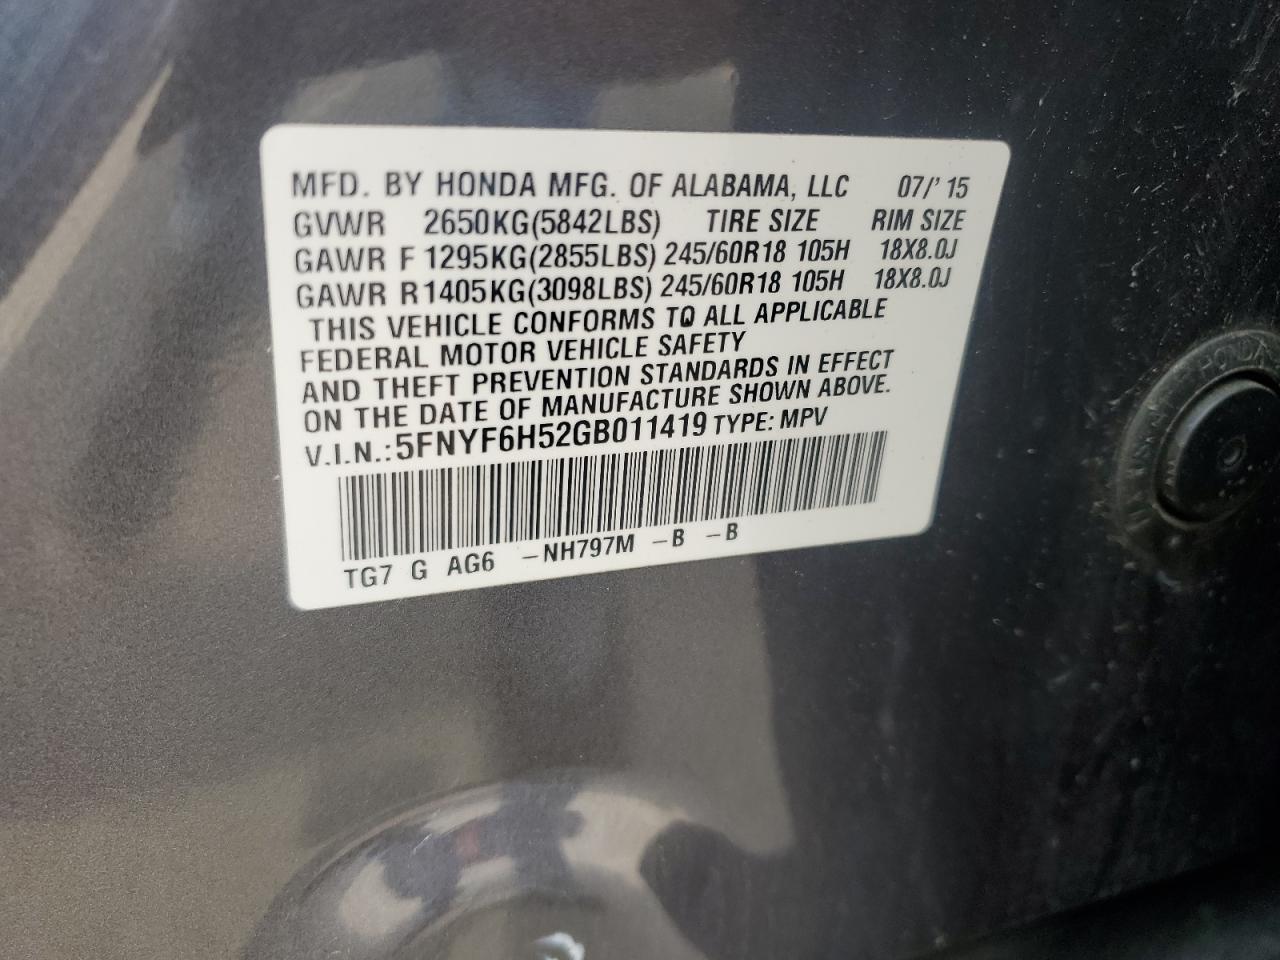 MFD. BY HONDA MFG. OF ALABAMA, LLC 07/'15
GVWR 2650KG(5842LBS) TIRE SIZE RIM SIZE
GAWR F 1295KG(2855LBS) 245/60R18 105H 18X8.0J
GAWR R1405KG(3098LBS) 245/60R18 105H 18X8.0J
THIS VEHICLE CONFORMS TO ALL APPLICABLE
FEDERAL MOTOR VEHICLE SAFETY
AND THEFT PREVENTION STANDARDS IN EFFECT
ON THE DATE OF MANUFACTURE SHOWN ABOVE.
V.I.N.:5FNYF6H52GB011419 TYPE: MPV
TG7 G AG6 -NH797M -B -B
HONDA